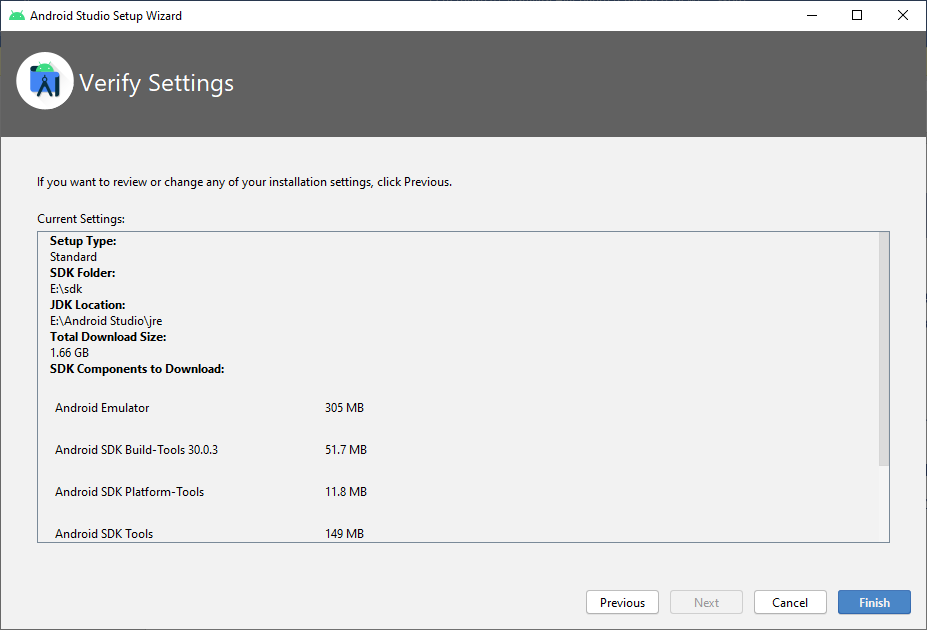 Android Studio Setup Wizard
Verify Settings
If you want to review or change any of your installation settings, click Previous.
Current Settings:
Setup Type:
Standard
SDK Folder:
E:\sdk
JDK Location:
E:\Android Studio\jre
Total Download Size:
1.66 GB
SDK Components to Download:
Android Emulator 305 MB
Android SDK Build-Tools 30.0.3 51.7 MB
Android SDK Platform-Tools 11.8 MB
Android SDK Tools 149 MB
Previous Next Cancel Finish